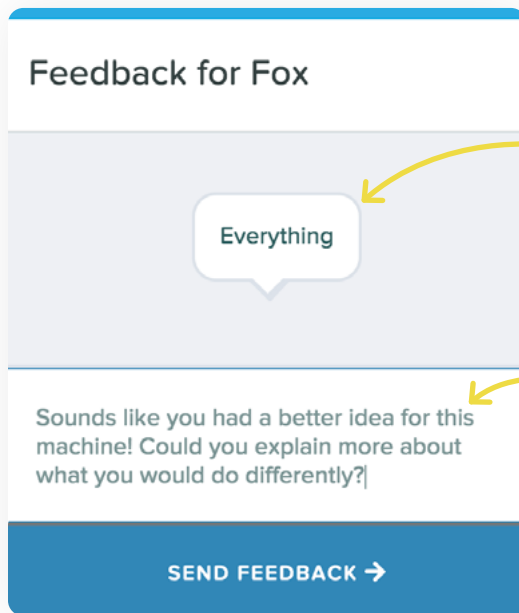 Feedback for Fox
Everything
Sounds like you had a better idea for this
machine! Could you explain more about
what you would do differently?
SEND FEEDBACK →